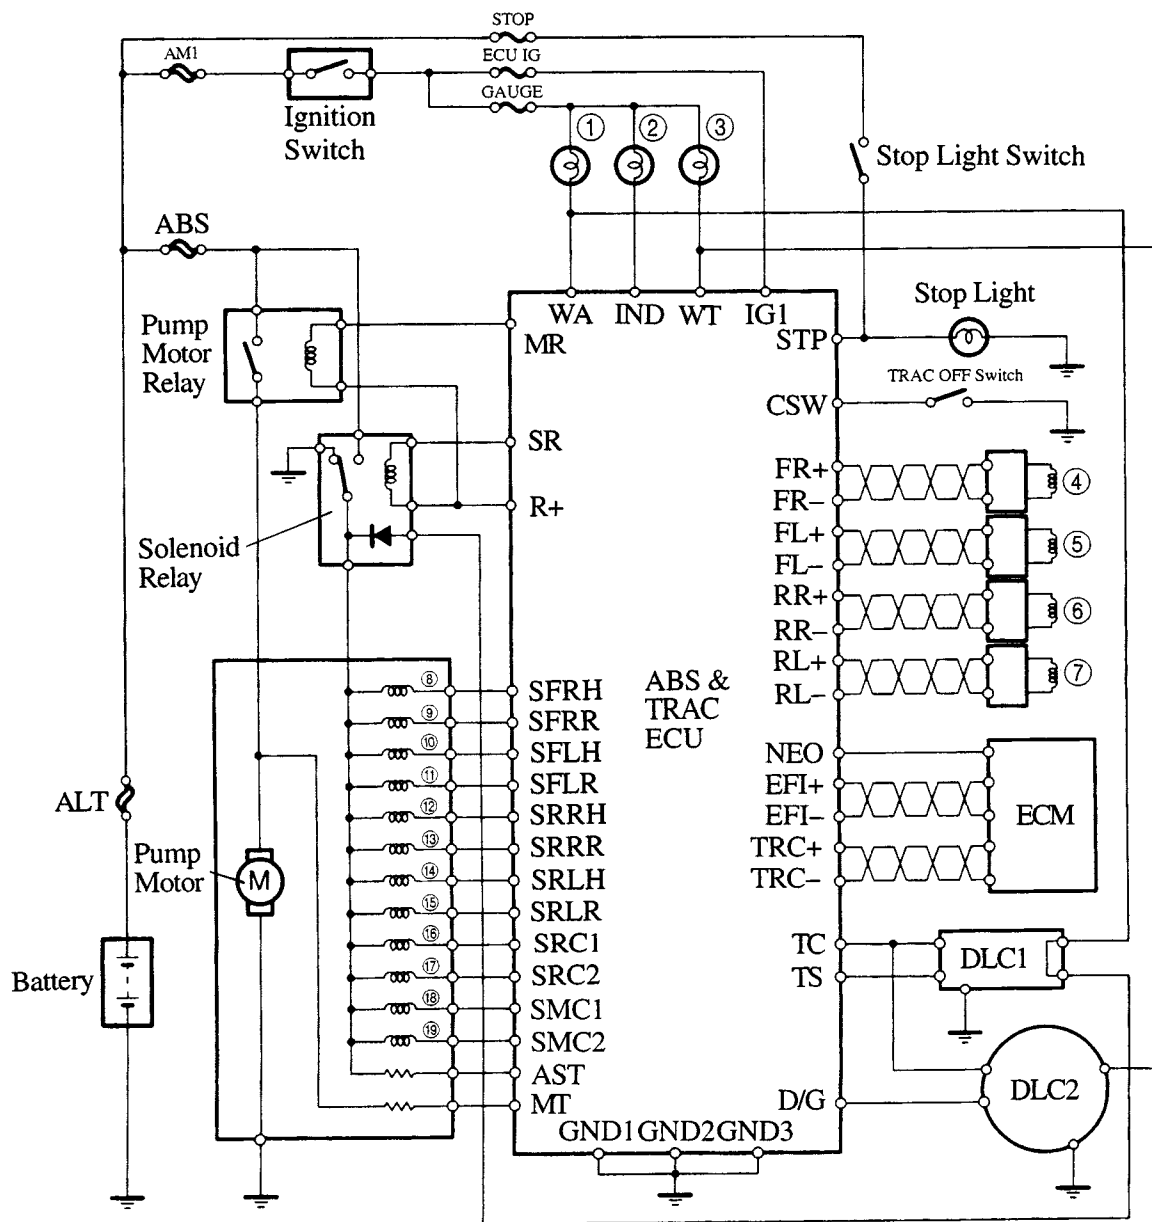 STOP
AM1
ECU IG
GAUGE
Ignition
Switch
① ② ③
Stop Light Switch
ABS
WA IND WT IG1
Stop Light
Pump
Motor
Relay
MR
STP
TRAC OFF Switch
CSW
SR
R+
Solenoid
Relay
FR+
FR−
④
FL+
FL−
⑤
RR+
RR−
⑥
RL+
RL−
⑦
ABS &
TRAC
ECU
⑧ SFRH
⑨ SFRR
⑩ SFLH
⑪ SFLR
⑫ SRRH
⑬ SRRR
⑭ SRLH
⑮ SRLR
⑯ SRC1
⑰ SRC2
⑱ SMC1
⑲ SMC2
AST
MT
NEO
EFI+
EFI−
TRC+
TRC−
ECM
ALT
Pump
Motor
M
Battery
TC
TS
DLC1
D/G
DLC2
GND1 GND2 GND3